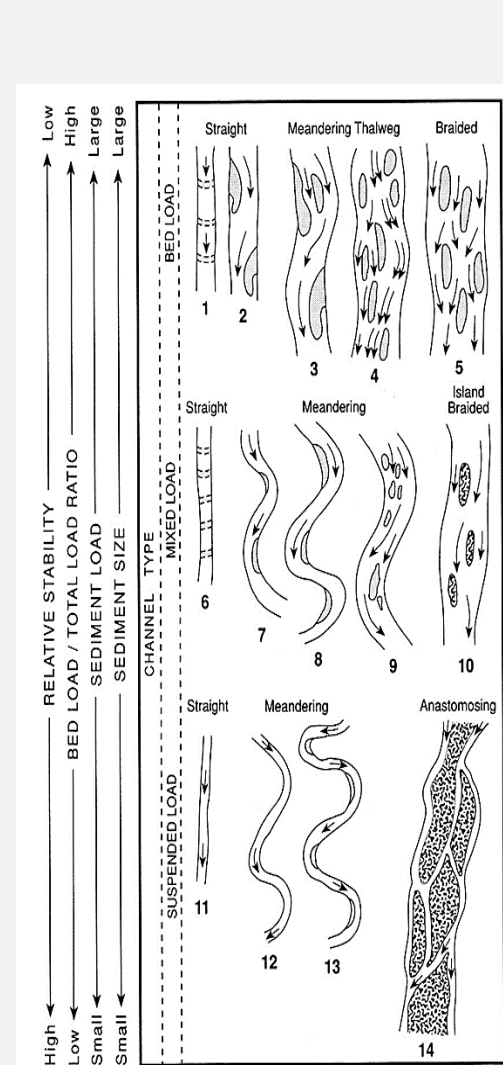 Low
High
Large
Large
High
Low
Small
Small
RELATIVE STABILITY
BED LOAD / TOTAL LOAD RATIO
SEDIMENT LOAD
SEDIMENT SIZE
CHANNEL TYPE
BED LOAD
Straight
Meandering Thalweg
Braided
1
2
3
4
5
MIXED LOAD
Straight
Meandering
Island
Braided
6
7
8
9
10
SUSPENDED LOAD
Straight
Meandering
Anastomosing
11
12
13
14